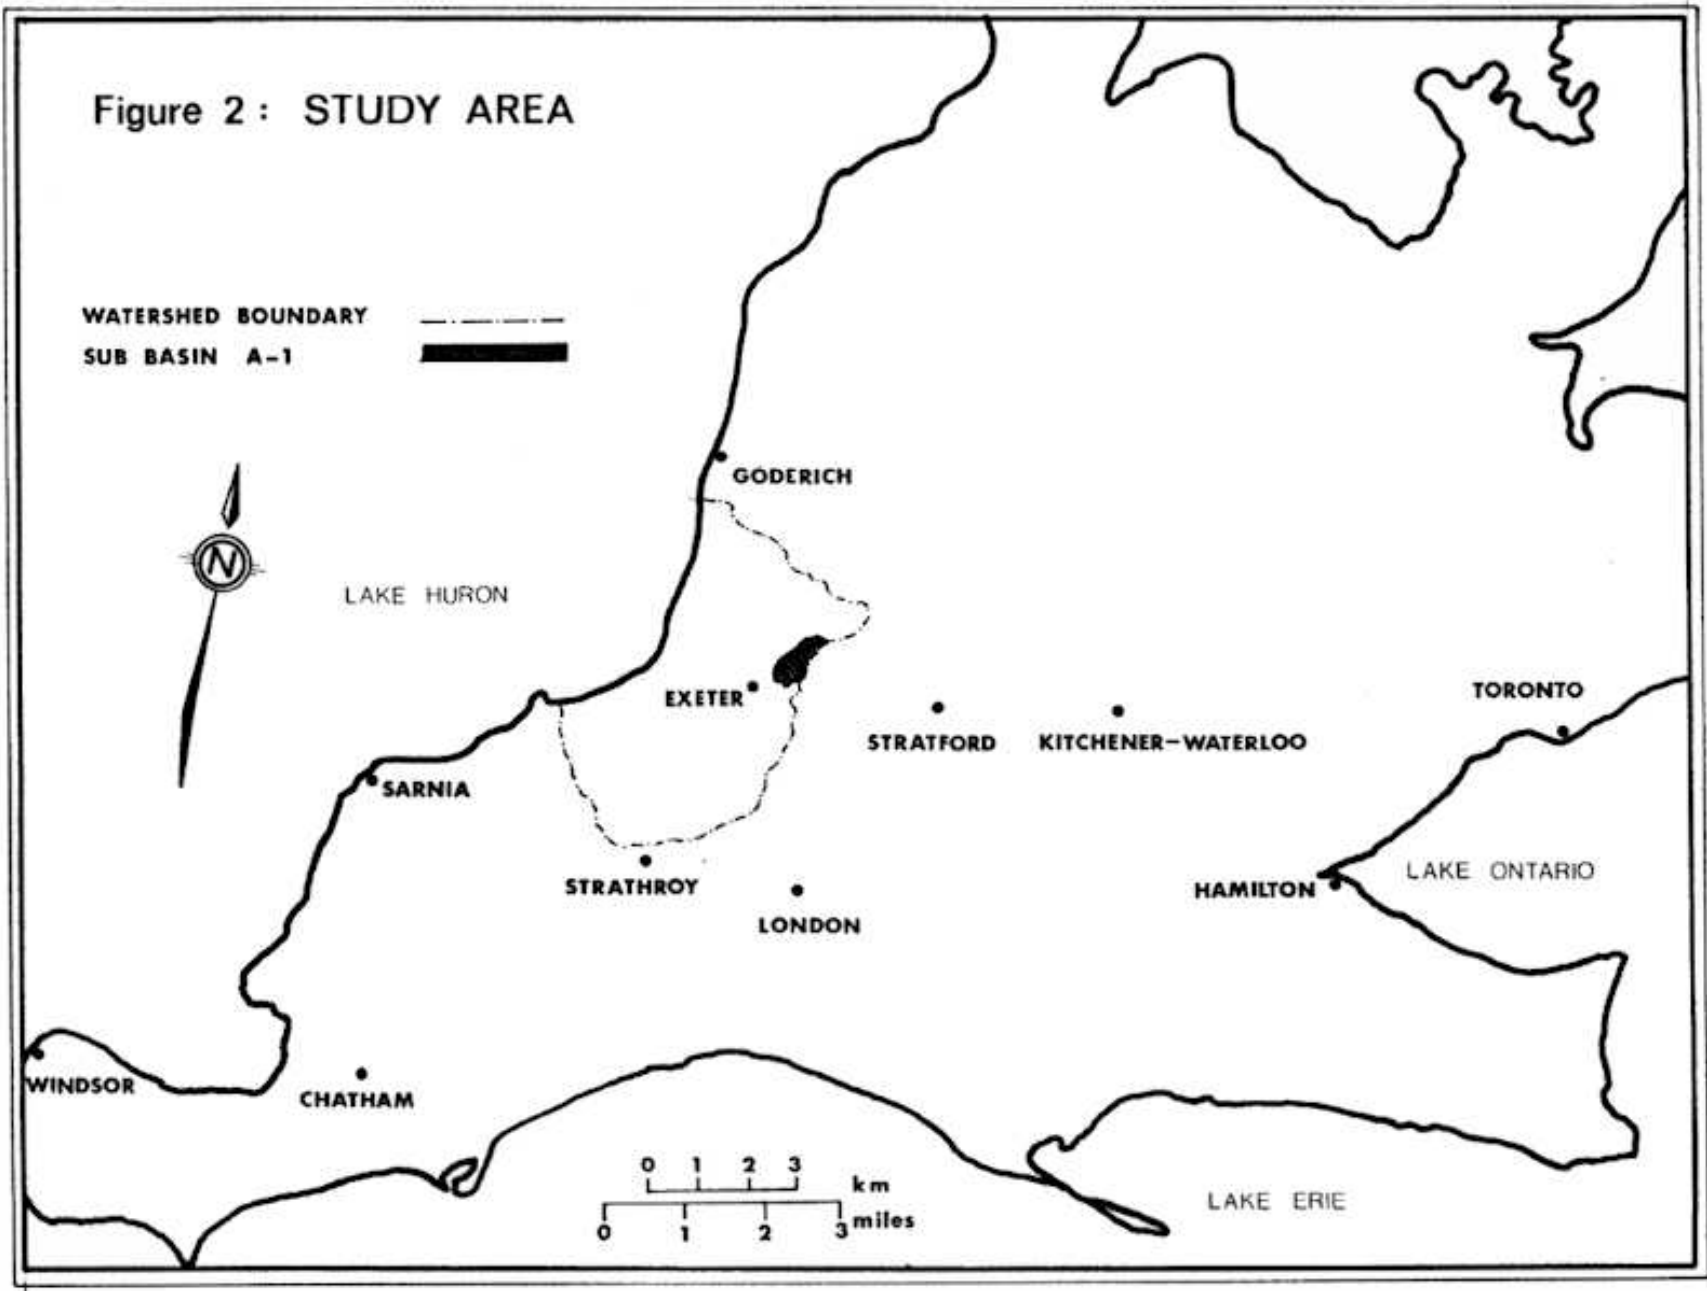 Figure 2 : STUDY AREA
WATERSHED BOUNDARY
SUB BASIN A-1
GODERICH
N
LAKE HURON
EXETER
STRATFORD
KITCHENER-WATERLOO
TORONTO
SARNIA
STRATHROY
LONDON
HAMILTON
LAKE ONTARIO
WINDSOR
CHATHAM
0 1 2 3
km
miles
0 1 2 3
LAKE ERIE